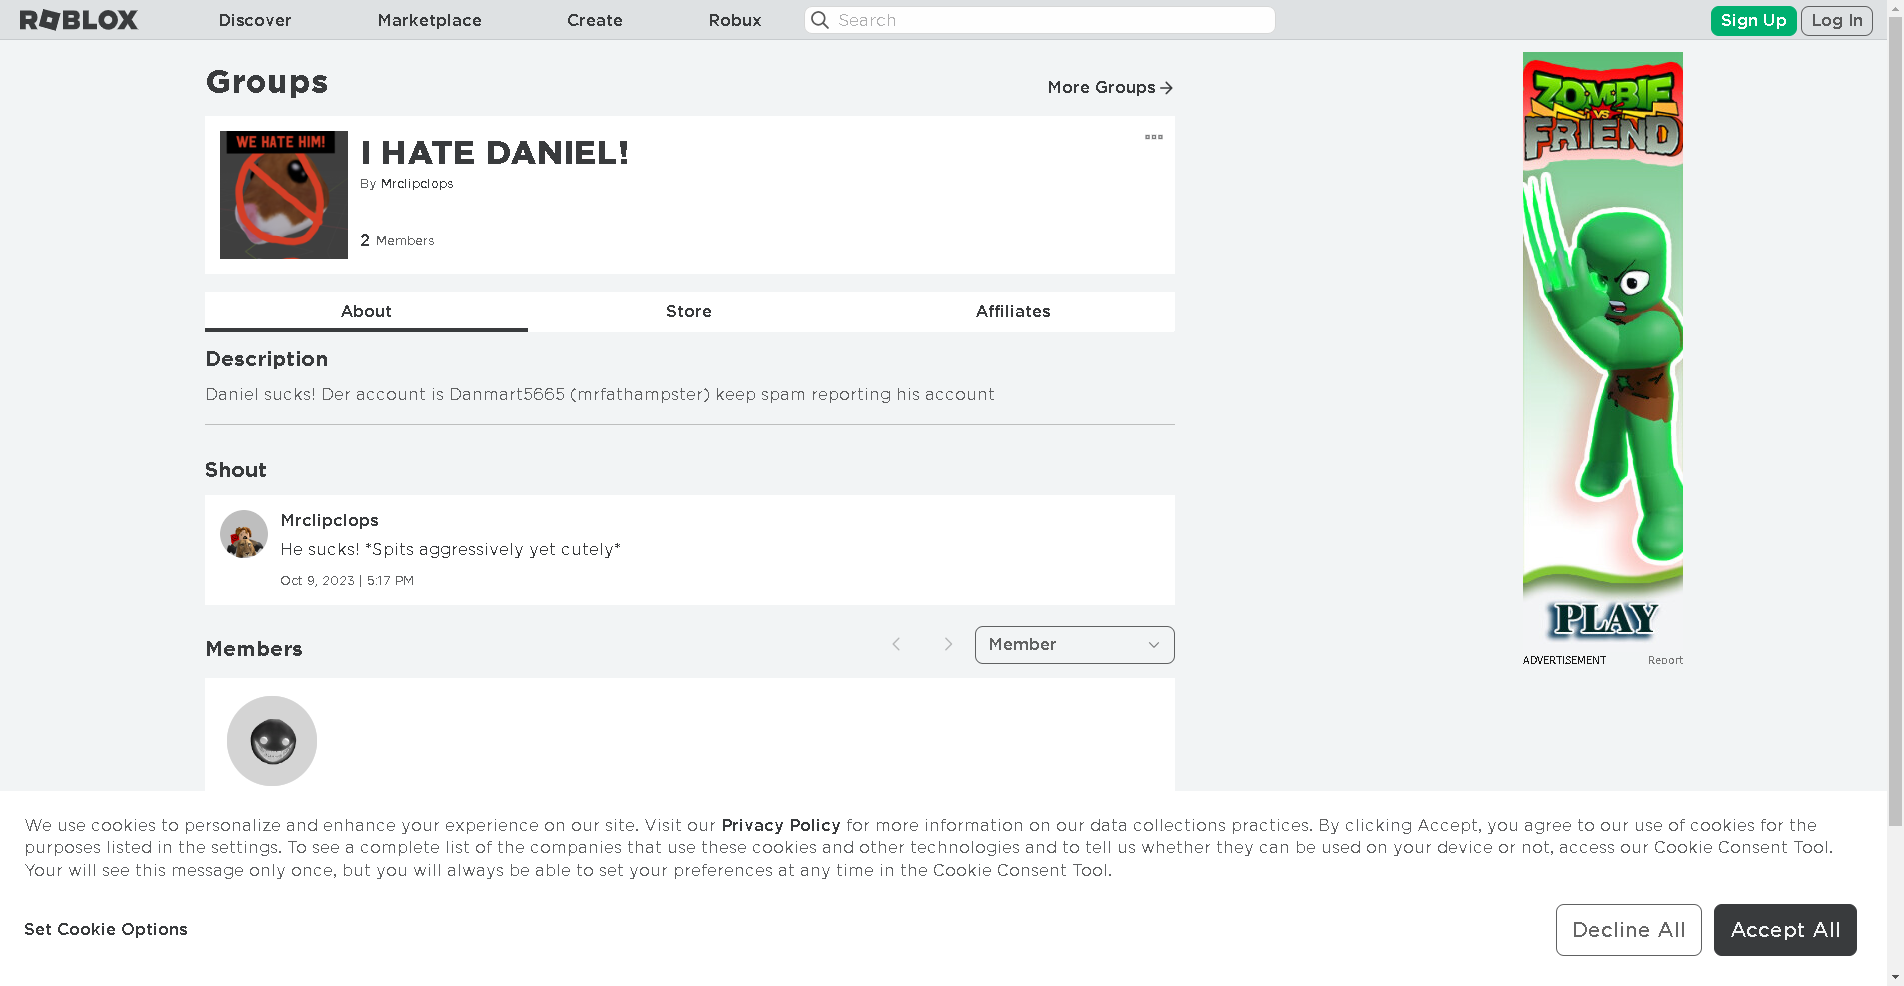 ROBLOX
Discover
Marketplace
Create
Robux
Search
Sign Up
Log In
Groups
More Groups
WE HATE HIM!
I HATE DANIEL!
By Mrclipclops
2 Members
About
Store
Affiliates
Description
Daniel sucks! Der account is Danmart5665 (mrfathampster) keep spam reporting his account
Shout
Mrclipclops
He sucks! *Spits aggressively yet cutely*
Oct 9, 2023 | 5:17 PM
Members
Member
ZOMBIE
VS
FRIEND
PLAY
ADVERTISEMENT
Report
We use cookies to personalize and enhance your experience on our site. Visit our Privacy Policy for more information on our data collections practices. By clicking Accept, you agree to our use of cookies for the
purposes listed in the settings. To see a complete list of the companies that use these cookies and other technologies and to tell us whether they can be used on your device or not, access our Cookie Consent Tool.
Your will see this message only once, but you will always be able to set your preferences at any time in the Cookie Consent Tool.
Set Cookie Options
Decline All
Accept All